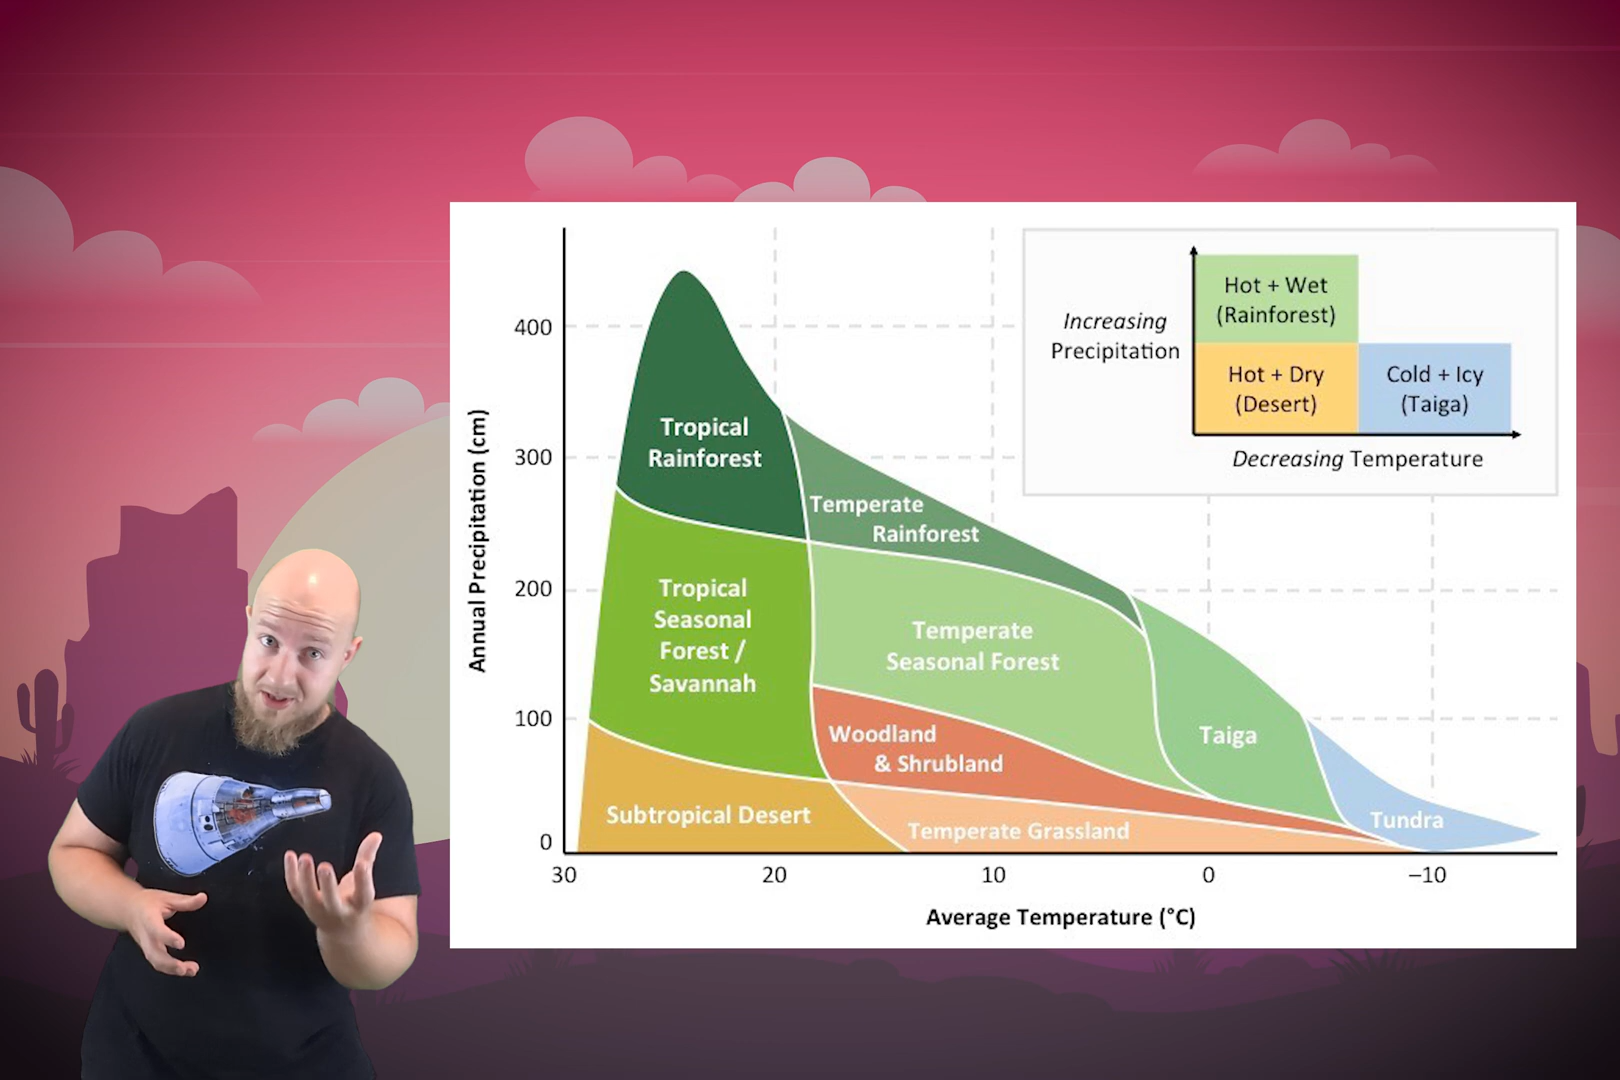 400
300
200
100
0
30
20
10
0
–10
Annual Precipitation (cm)
Average Temperature (°C)
Tropical
Rainforest
Temperate
Rainforest
Tropical
Seasonal
Forest /
Savannah
Temperate
Seasonal Forest
Woodland
& Shrubland
Taiga
Subtropical Desert
Temperate Grassland
Tundra
Increasing
Precipitation
Hot + Wet
(Rainforest)
Hot + Dry
(Desert)
Cold + Icy
(Taiga)
Decreasing Temperature